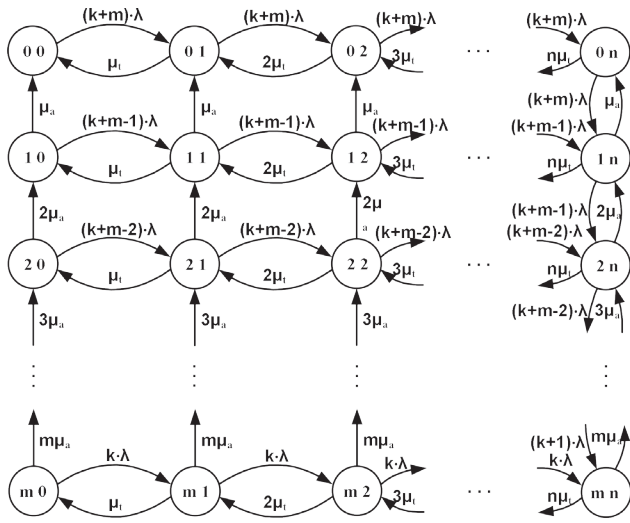 (k+m)·λ (k+m)·λ (k+m)·λ (k+m)·λ
0 0 0 1 0 2 · · · 0 n
μt 2μt 3μt nμt
μa μa μa (k+m)·λ μa
(k+m-1)·λ (k+m-1)·λ (k+m-1)·λ (k+m-1)·λ
1 0 1 1 1 2 · · · 1n
μt 2μt 3μt nμt
2μa 2μa 2μ a (k+m-1)·λ 2μa
(k+m-2)·λ (k+m-2)·λ (k+m-2)·λ (k+m-2)·λ
2 0 2 1 2 2 · · · 2n
μt 2μt 3μt nμt
3μa 3μa 3μa (k+m-2)·λ 3μa
mμa mμa mμa (k+1)·λ mμa
k·λ k·λ k·λ k·λ
m 0 m 1 m 2 · · · m n
μt 2μt 3μt nμt